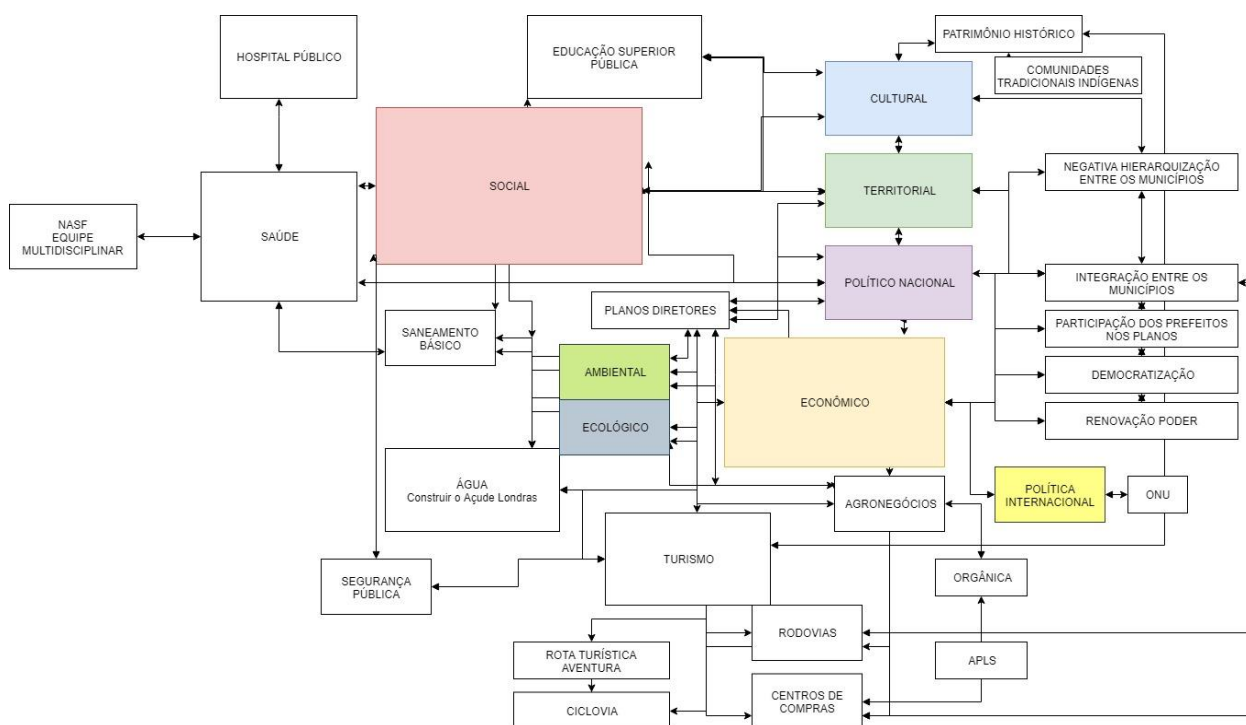 HOSPITAL PÚBLICO
EDUCAÇÃO SUPERIOR
PÚBLICA
PATRIMÔNIO HISTÓRICO
COMUNIDADES
TRADICIONAIS INDÍGENAS
CULTURAL
SOCIAL
TERRITORIAL
NEGATIVA HIERARQUIZAÇÃO
ENTRE OS MUNICÍPIOS
NASF
EQUIPE
MULTIDISCIPLINAR
SAÚDE
POLÍTICO NACIONAL
INTEGRAÇÃO ENTRE OS
MUNICÍPIOS
PLANOS DIRETORES
SANEAMENTO
BÁSICO
PARTICIPAÇÃO DOS PREFEITOS
NOS PLANOS
AMBIENTAL
DEMOCRATIZAÇÃO
ECONÔMICO
ECOLÓGICO
RENOVAÇÃO PODER
ÁGUA
Construir o Açude Londras
AGRONEGÓCIOS
POLÍTICA
INTERNACIONAL
ONU
TURISMO
SEGURANÇA
PÚBLICA
ORGÂNICA
RODOVIAS
ROTA TURÍSTICA
AVENTURA
APLS
CICLOVIA
CENTROS DE
COMPRAS